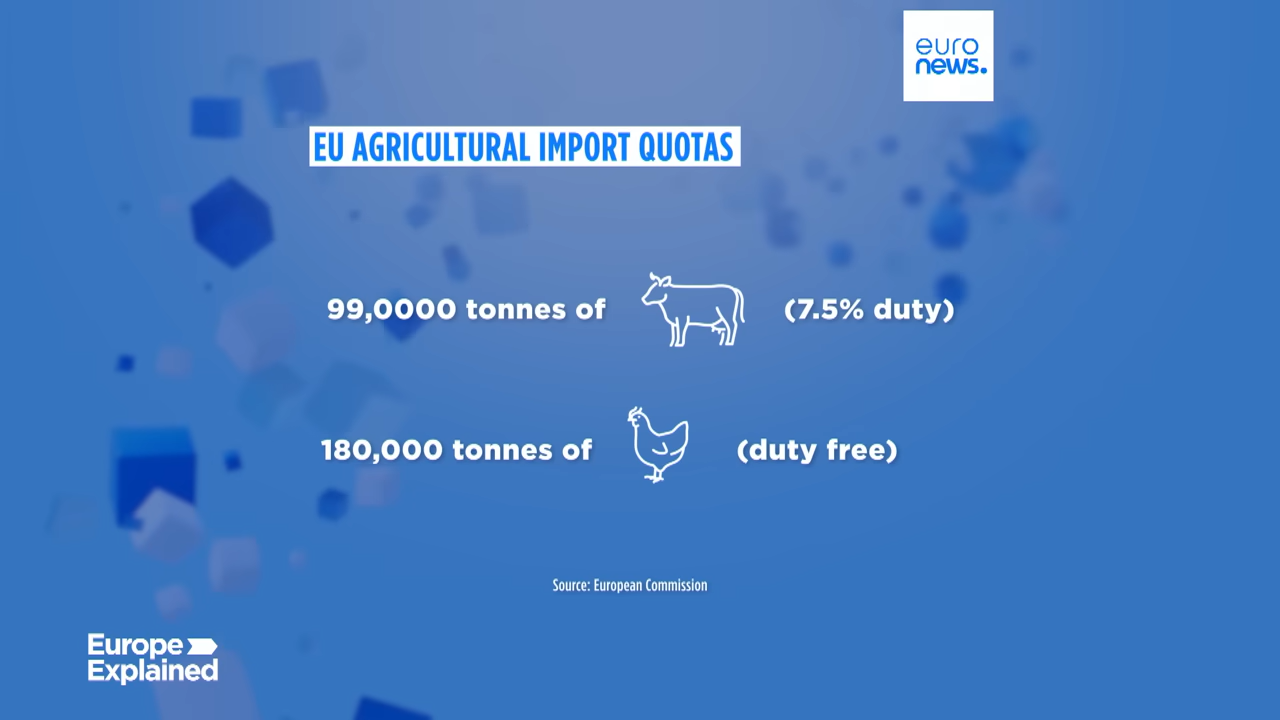 euro
news.
EU AGRICULTURAL IMPORT QUOTAS
99,0000 tonnes of (7.5% duty)
180,000 tonnes of (duty free)
Source: European Commission
Europe
Explained